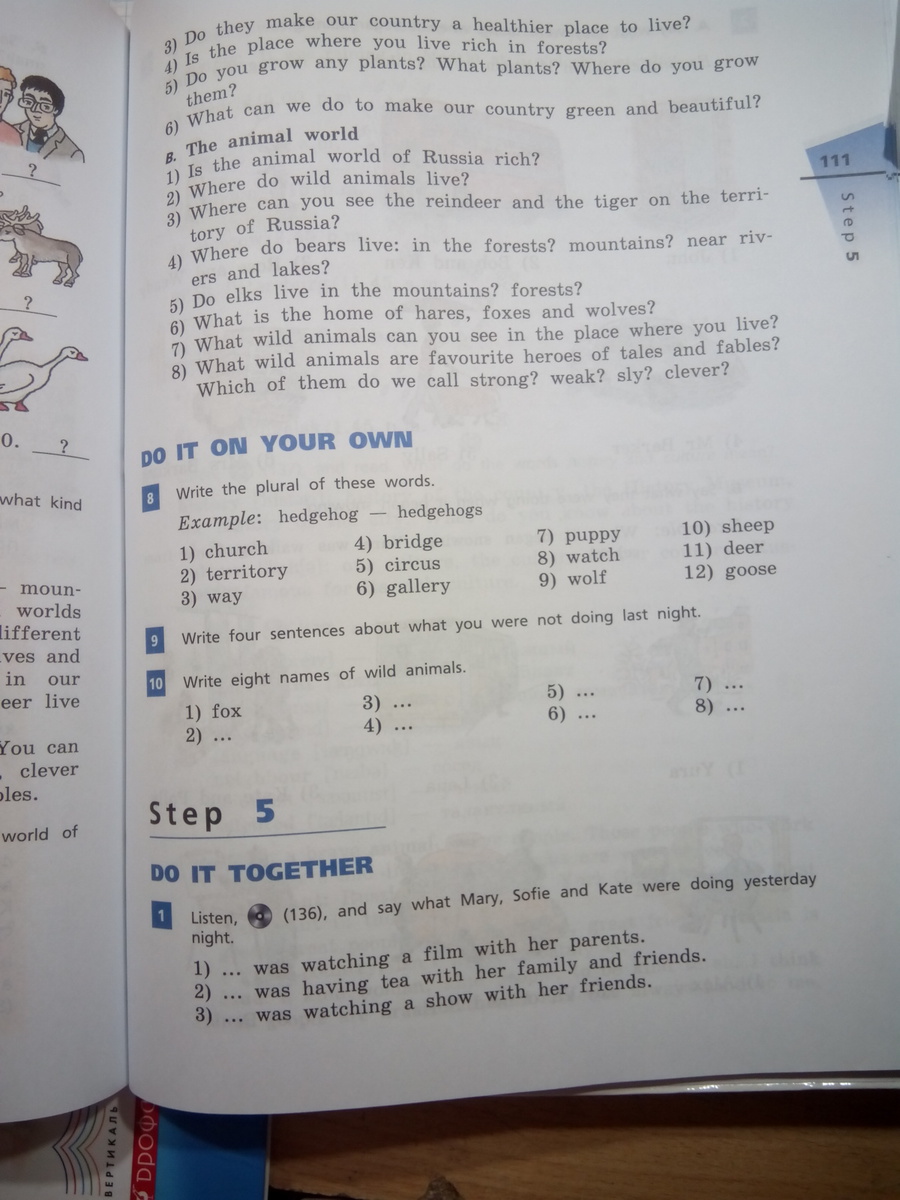 3) Do they make our country a healthier place to live?
4) Is the place where you live rich in forests?
5) Do you grow any plants? What plants? Where do you grow
them?
6) What can we do to make our country green and beautiful?
B. The animal world
1) Is the animal world of Russia rich?
2) Where do wild animals live?
3) Where can you see the reindeer and the tiger on the terri-
tory of Russia?
4) Where do bears live: in the forests? mountains? near riv-
ers and lakes?
5) Do elks live in the mountains? forests?
6) What is the home of hares, foxes and wolves?
7) What wild animals can you see in the place where you live?
8) What wild animals are favourite heroes of tales and fables?
Which of them do we call strong? weak? sly? clever?
DO IT ON YOUR OWN
8 Write the plural of these words.
Example: hedgehog — hedgehogs
1) church 4) bridge 7) puppy 10) sheep
2) territory 5) circus 8) watch 11) deer
3) way 6) gallery 9) wolf 12) goose
9 Write four sentences about what you were not doing last night.
10 Write eight names of wild animals.
1) fox 3) ... 5) ... 7) ...
2) ... 4) ... 6) ... 8) ...
Step 5
DO IT TOGETHER
1 Listen, (136), and say what Mary, Sofie and Kate were doing yesterday
night.
1) ... was watching a film with her parents.
2) ... was having tea with her family and friends.
3) ... was watching a show with her friends.
111
Step 5
?
?
0. ?
what kind
— moun-
worlds
different
ves and
in our
eer live
You can
, clever
bles.
world of
ВЕРТИКАЛЬ
дроф